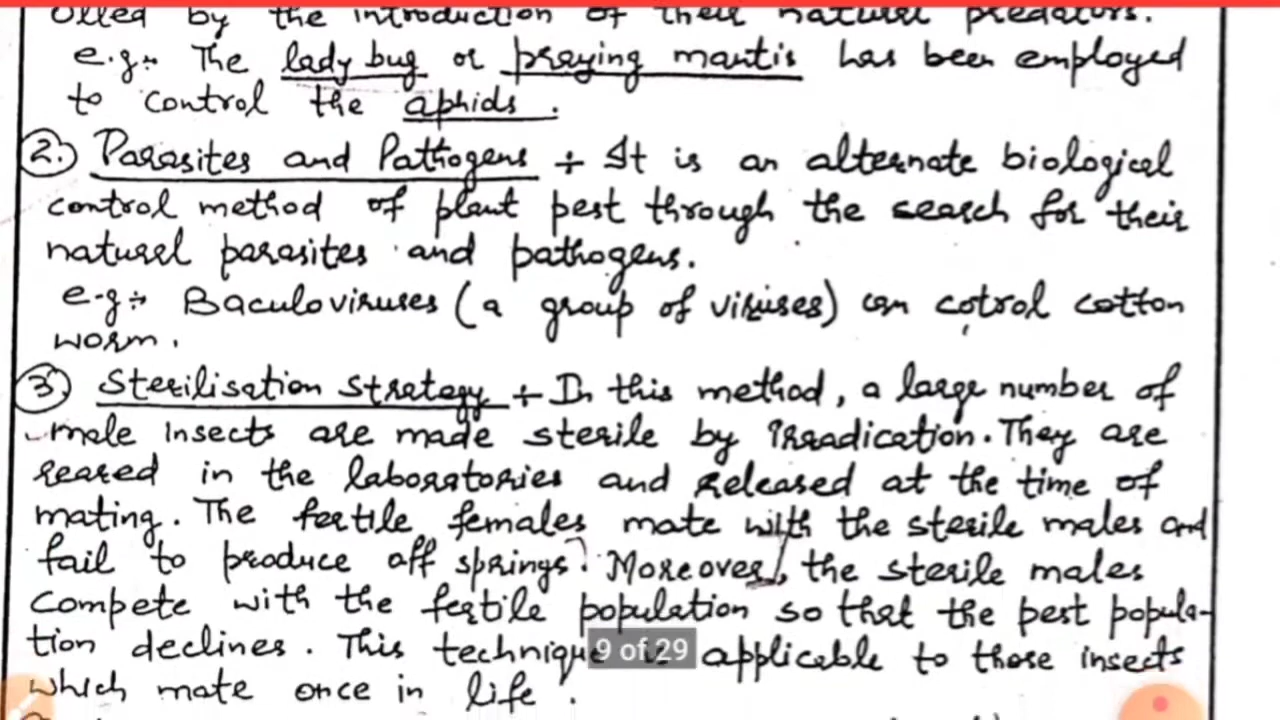 olled by the introduction of their natural predators.
e.g:- The lady bug or praying mantis has been employed
to control the aphids.
2. Parasites and Pathogens ÷ It is an alternate biological
control method of plant pest through the search for their
natural parasites and pathogens.
e-g:- Baculoviruses (a group of viruses) can cotrol cotton
worm.
3. Sterilisation strategy ÷ In this method, a large number of
male insects are made sterile by irradication. They are
reared in the laboratories and released at the time of
mating. The fertile females mate with the sterile males and
fail to produce off springs. Moreover, the sterile males
compete with the fertile population so that the pest popula-
tion declines. This technique is applicable to those insects
which mate once in life.
9 of 29